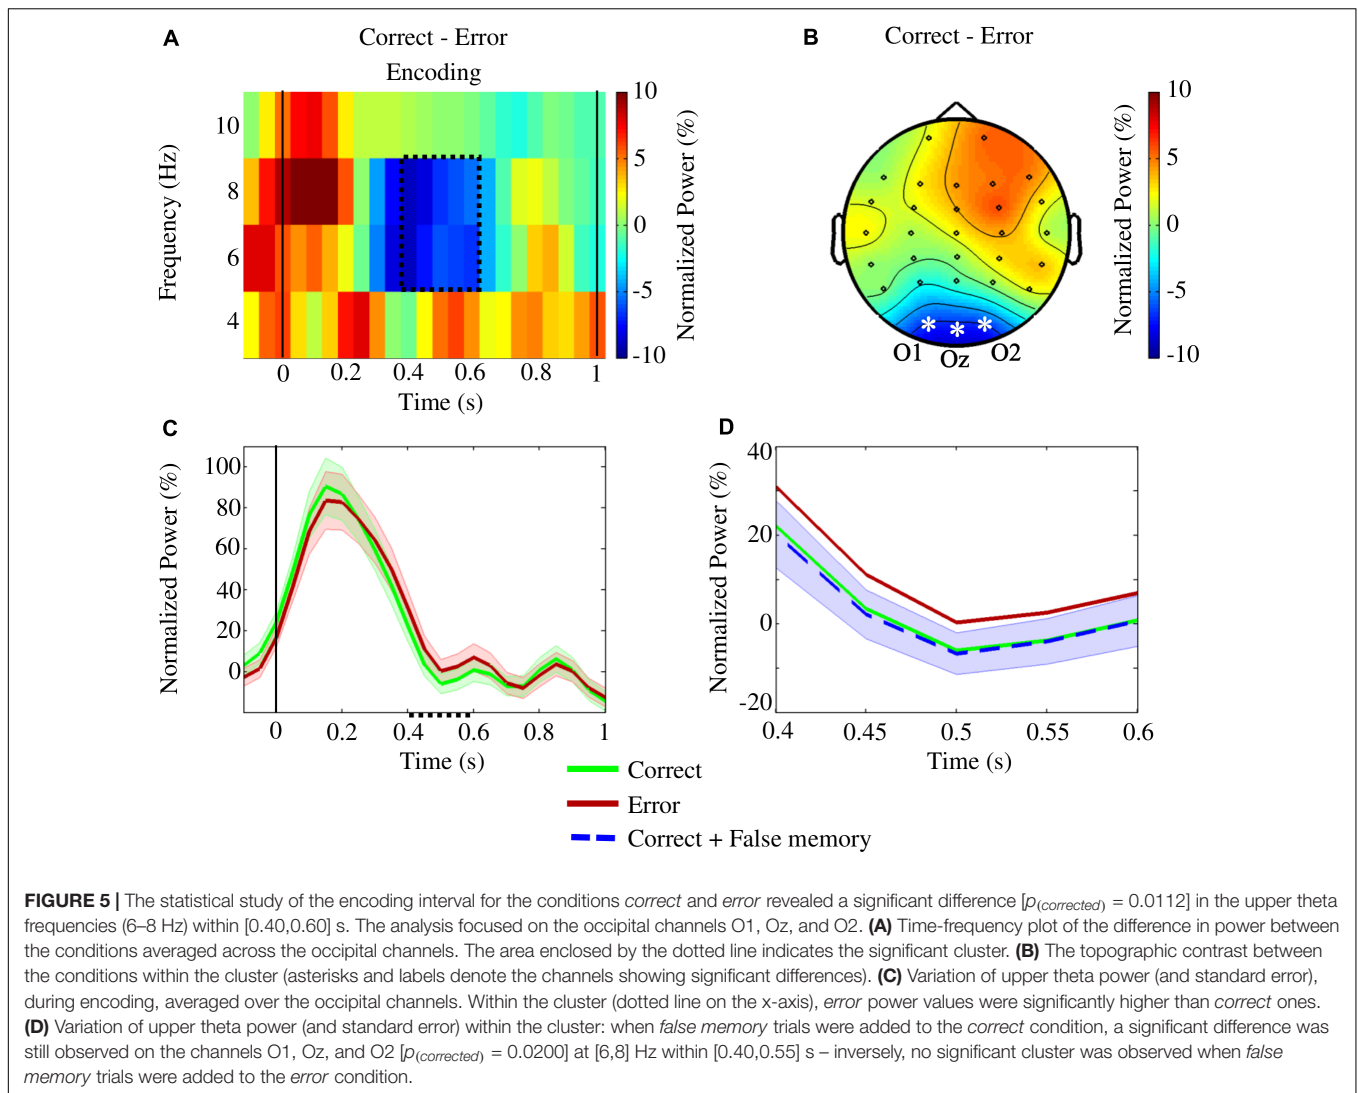 A
Correct - Error
Encoding
Frequency (Hz)
10
8
6
4
0
0.2
0.4
0.6
0.8
1
Time (s)
10
5
0
-5
-10
Normalized Power (%)
B
Correct - Error
* * *
O1 Oz O2
10
5
0
-5
-10
Normalized Power (%)
C
Normalized Power (%)
100
80
60
40
20
0
0
0.2
0.4
0.6
0.8
1
Time (s)
D
Normalized Power (%)
40
20
0
-20
0.4
0.45
0.5
0.55
0.6
Time (s)
Correct
Error
Correct + False memory
FIGURE 5 | The statistical study of the encoding interval for the conditions correct and error revealed a significant difference [p(corrected) = 0.0112] in the upper theta
frequencies (6–8 Hz) within [0.40,0.60] s. The analysis focused on the occipital channels O1, Oz, and O2. (A) Time-frequency plot of the difference in power between
the conditions averaged across the occipital channels. The area enclosed by the dotted line indicates the significant cluster. (B) The topographic contrast between
the conditions within the cluster (asterisks and labels denote the channels showing significant differences). (C) Variation of upper theta power (and standard error),
during encoding, averaged over the occipital channels. Within the cluster (dotted line on the x-axis), error power values were significantly higher than correct ones.
(D) Variation of upper theta power (and standard error) within the cluster: when false memory trials were added to the correct condition, a significant difference was
still observed on the channels O1, Oz, and O2 [p(corrected) = 0.0200] at [6,8] Hz within [0.40,0.55] s – inversely, no significant cluster was observed when false
memory trials were added to the error condition.